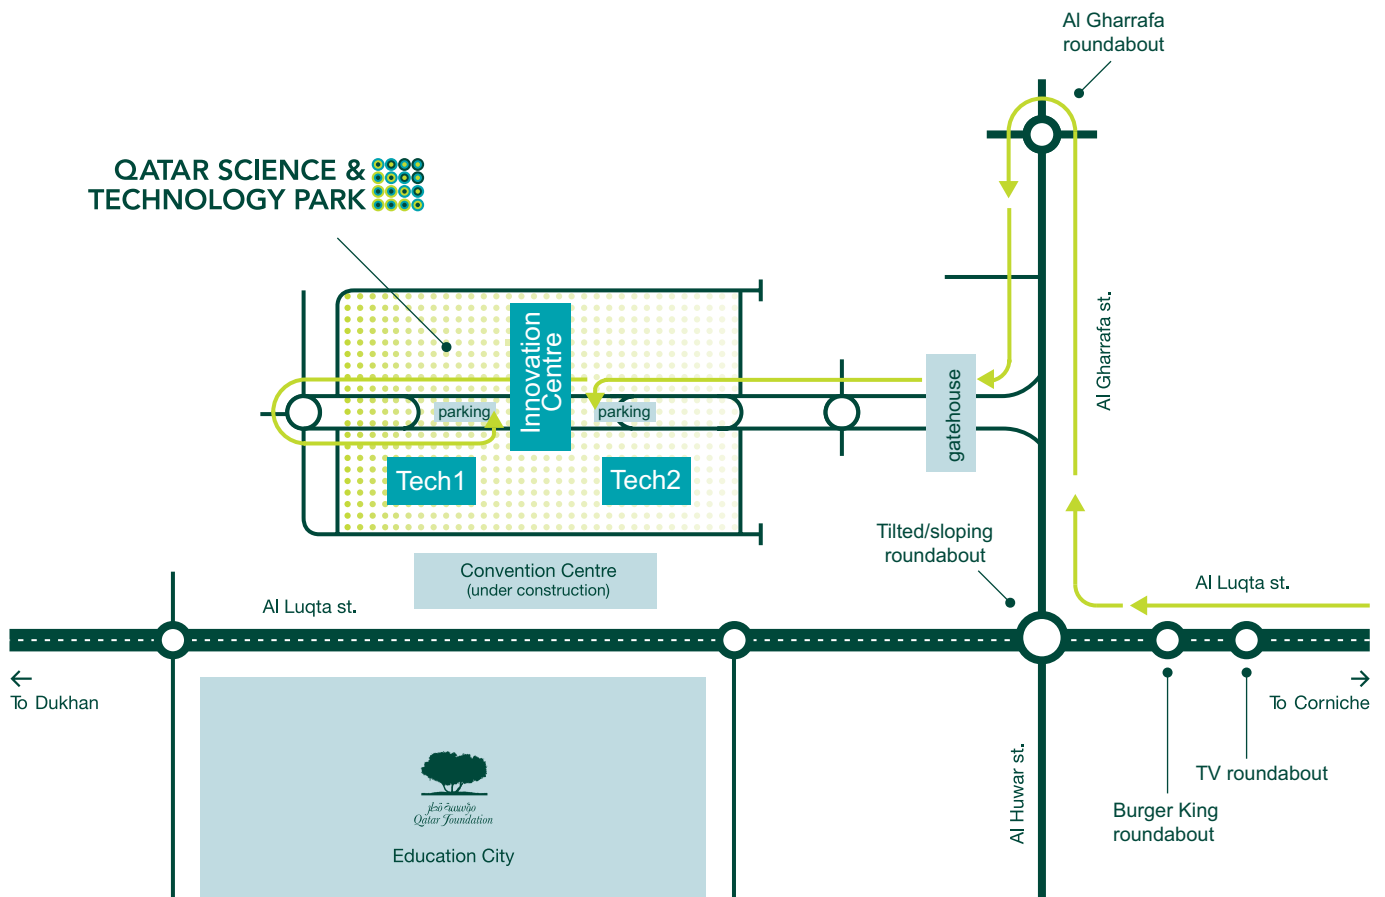 Al Gharrafa
roundabout
QATAR SCIENCE &
TECHNOLOGY PARK
Innovation
Centre
parking
parking
gatehouse
Al Gharrafa st.
Tech1
Tech2
Tilted/sloping
roundabout
Convention Centre
(under construction)
Al Luqta st.
Al Luqta st.
To Dukhan
To Corniche
Al Huwar st.
TV roundabout
Burger King
roundabout
مؤسسة قطر
Qatar Foundation
Education City